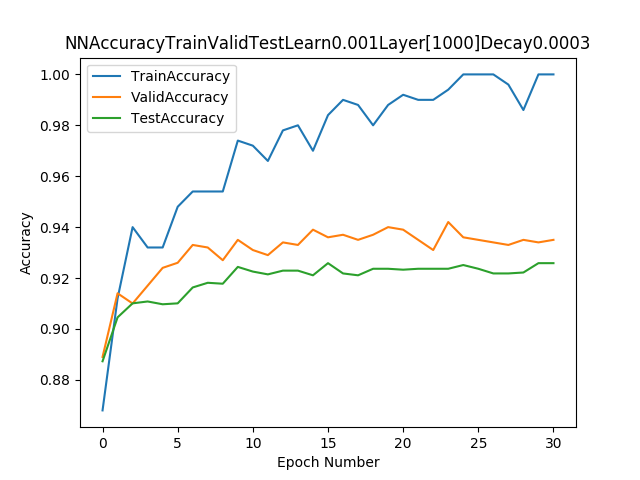 NNAccuracyTrainValidTestLearn0.001Layer[1000]Decay0.0003
TrainAccuracy
ValidAccuracy
TestAccuracy
1.00
0.98
0.96
0.94
0.92
0.90
0.88
Accuracy
0 5 10 15 20 25 30
Epoch Number